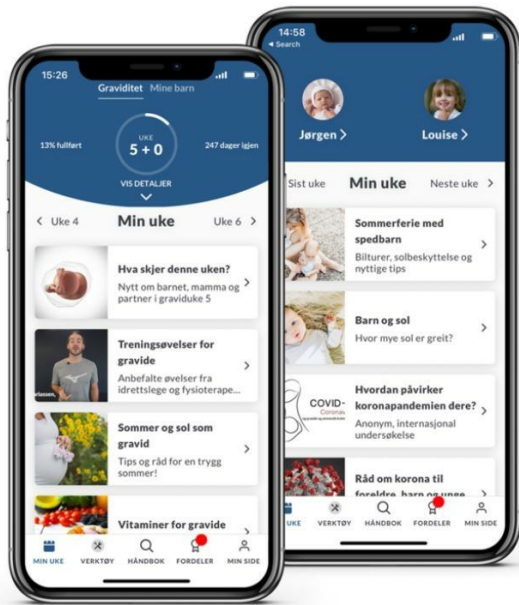 15:26
Graviditet Mine barn
13% fullført
UKE
5 + 0
247 dager igjen
VIS DETALJER
Uke 4
Min uke
Uke 6
Hva skjer denne uken?
Nytt om barnet, mamma og
partner i graviduke 5
Treningsøvelser for
gravide
Anbefalte øvelser fra
idrettslege og fysioterape...
Sommer og sol som
gravid
Tips og råd for en trygg
sommer!
Vitaminer for gravide
MIN UKE
VERKTØY
HÅNDBOK
FORDELER
MIN SIDE
14:58
Search
Jørgen
Louise
Sist uke
Min uke
Neste uke
Sommerferie med
spedbarn
Bilturer, solbeskyttelse og
nyttige tips
Barn og sol
Hvor mye sol er greit?
COVID-
Hvordan påvirker
koronapandemien dere?
Anonym, internasjonal
undersøkelse
Råd om korona til
foreldre, barn og unge
UKE
VERKTØY
HÅNDBOK
FORDELER
MIN SIDE